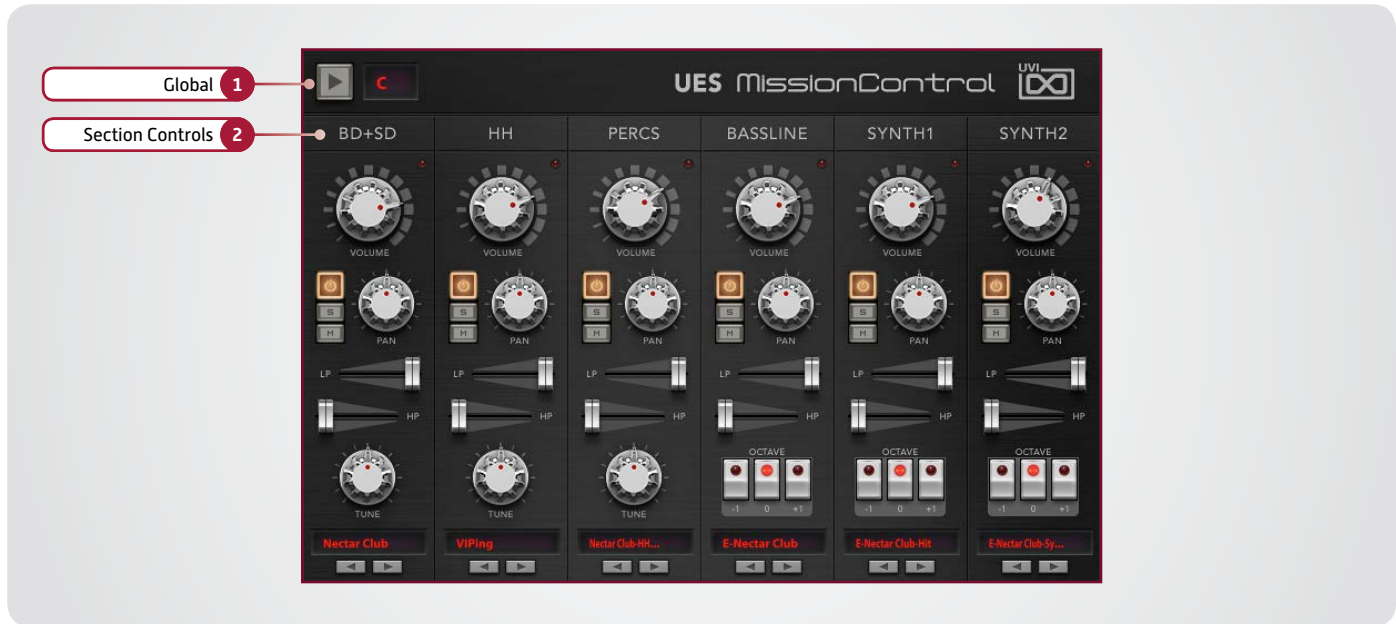 Global 1
C
UES MissionControl UVI
Section Controls 2
BD+SD HH PERCS BASSLINE SYNTH1 SYNTH2
VOLUME VOLUME VOLUME VOLUME VOLUME VOLUME
S S S S S S
M M M M M M
PAN PAN PAN PAN PAN PAN
LP LP LP LP LP LP
HP HP HP HP HP HP
OCTAVE OCTAVE OCTAVE
-1 0 +1 -1 0 +1 -1 0 +1
TUNE TUNE TUNE
Nectar Club VIPing Nectar Club-HH... E-Nectar Club E-Nectar Club-Hit E-Nectar Club-Sy...